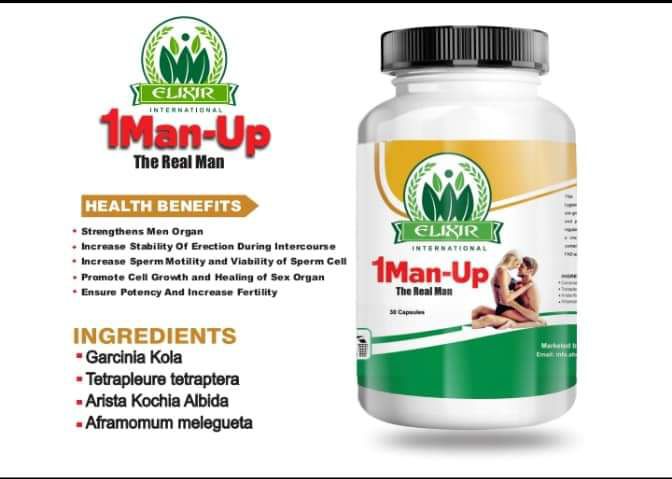 ELIXIR
INTERNATIONAL
1Man-Up
The Real Man
HEALTH BENEFITS
Strengthens Men Organ
Increase Stability Of Erection During Intercourse
Increase Sperm Motility and Viability of Sperm Cell
Promote Cell Growth and Healing of Sex Organ
Ensure Potency And Increase Fertility
INGREDIENTS
Garcinia Kola
Tetrapleure tetraptera
Arista Kochia Albida
Aframomum melegueta
ELIXIR
INTERNATIONAL
1Man-Up
The Real Man
30 Capsules
Marketed b
Email: info.